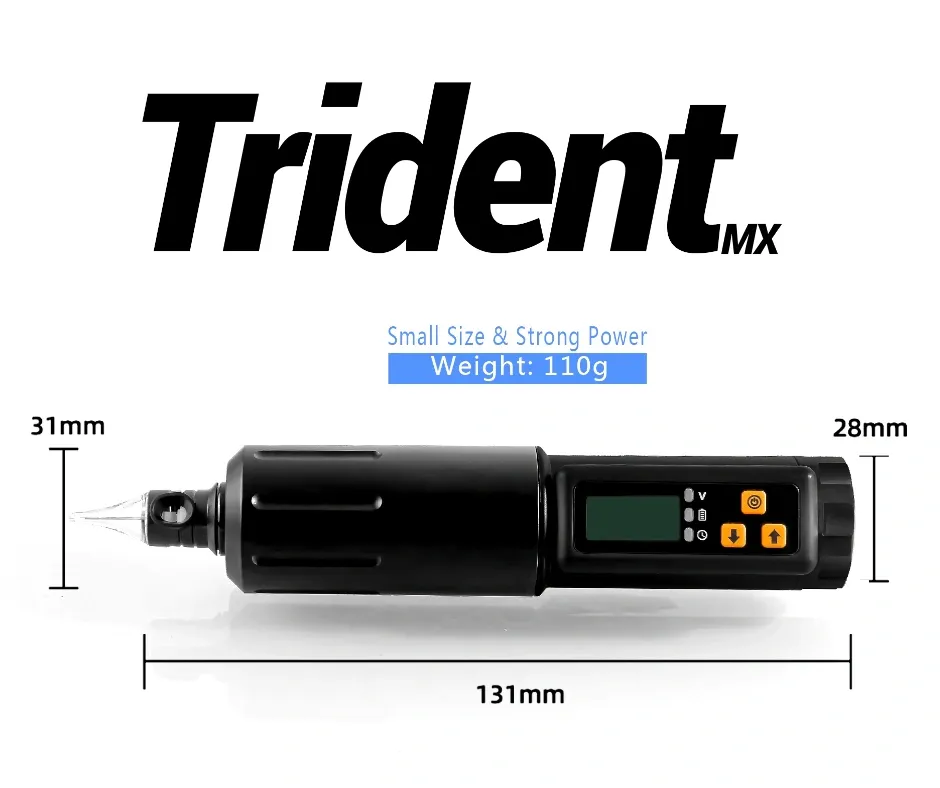 Trident MX
Small Size & Strong Power
Weight: 110g
31mm
28mm
V
131mm